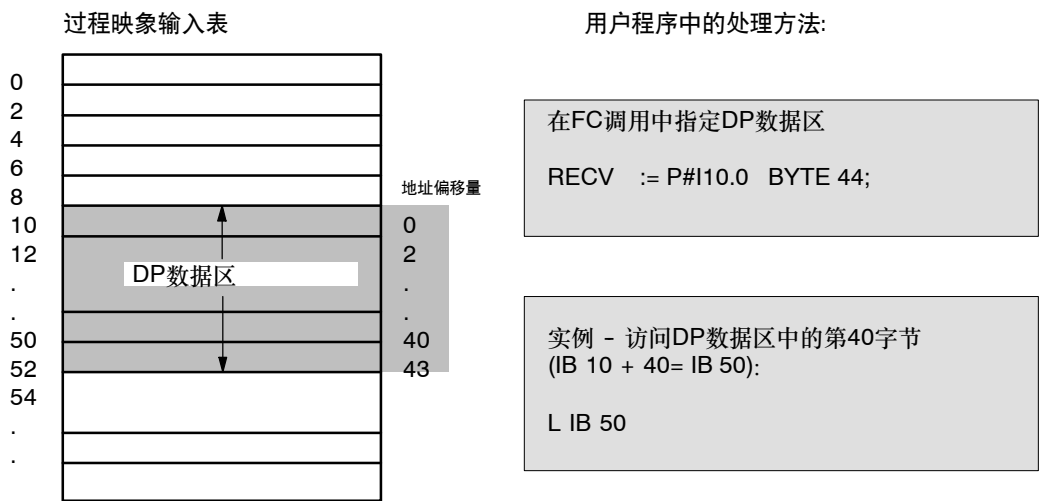 过程映象输入表
用户程序中的处理方法:
0
2
4
6
8
10
12
.
.
50
52
54
.
.
地址偏移量
0
2
.
.
40
43
DP数据区
在FC调用中指定DP数据区
RECV := P#I10.0 BYTE 44;
实例 - 访问DP数据区中的第40字节
(IB 10 + 40= IB 50):
L IB 50